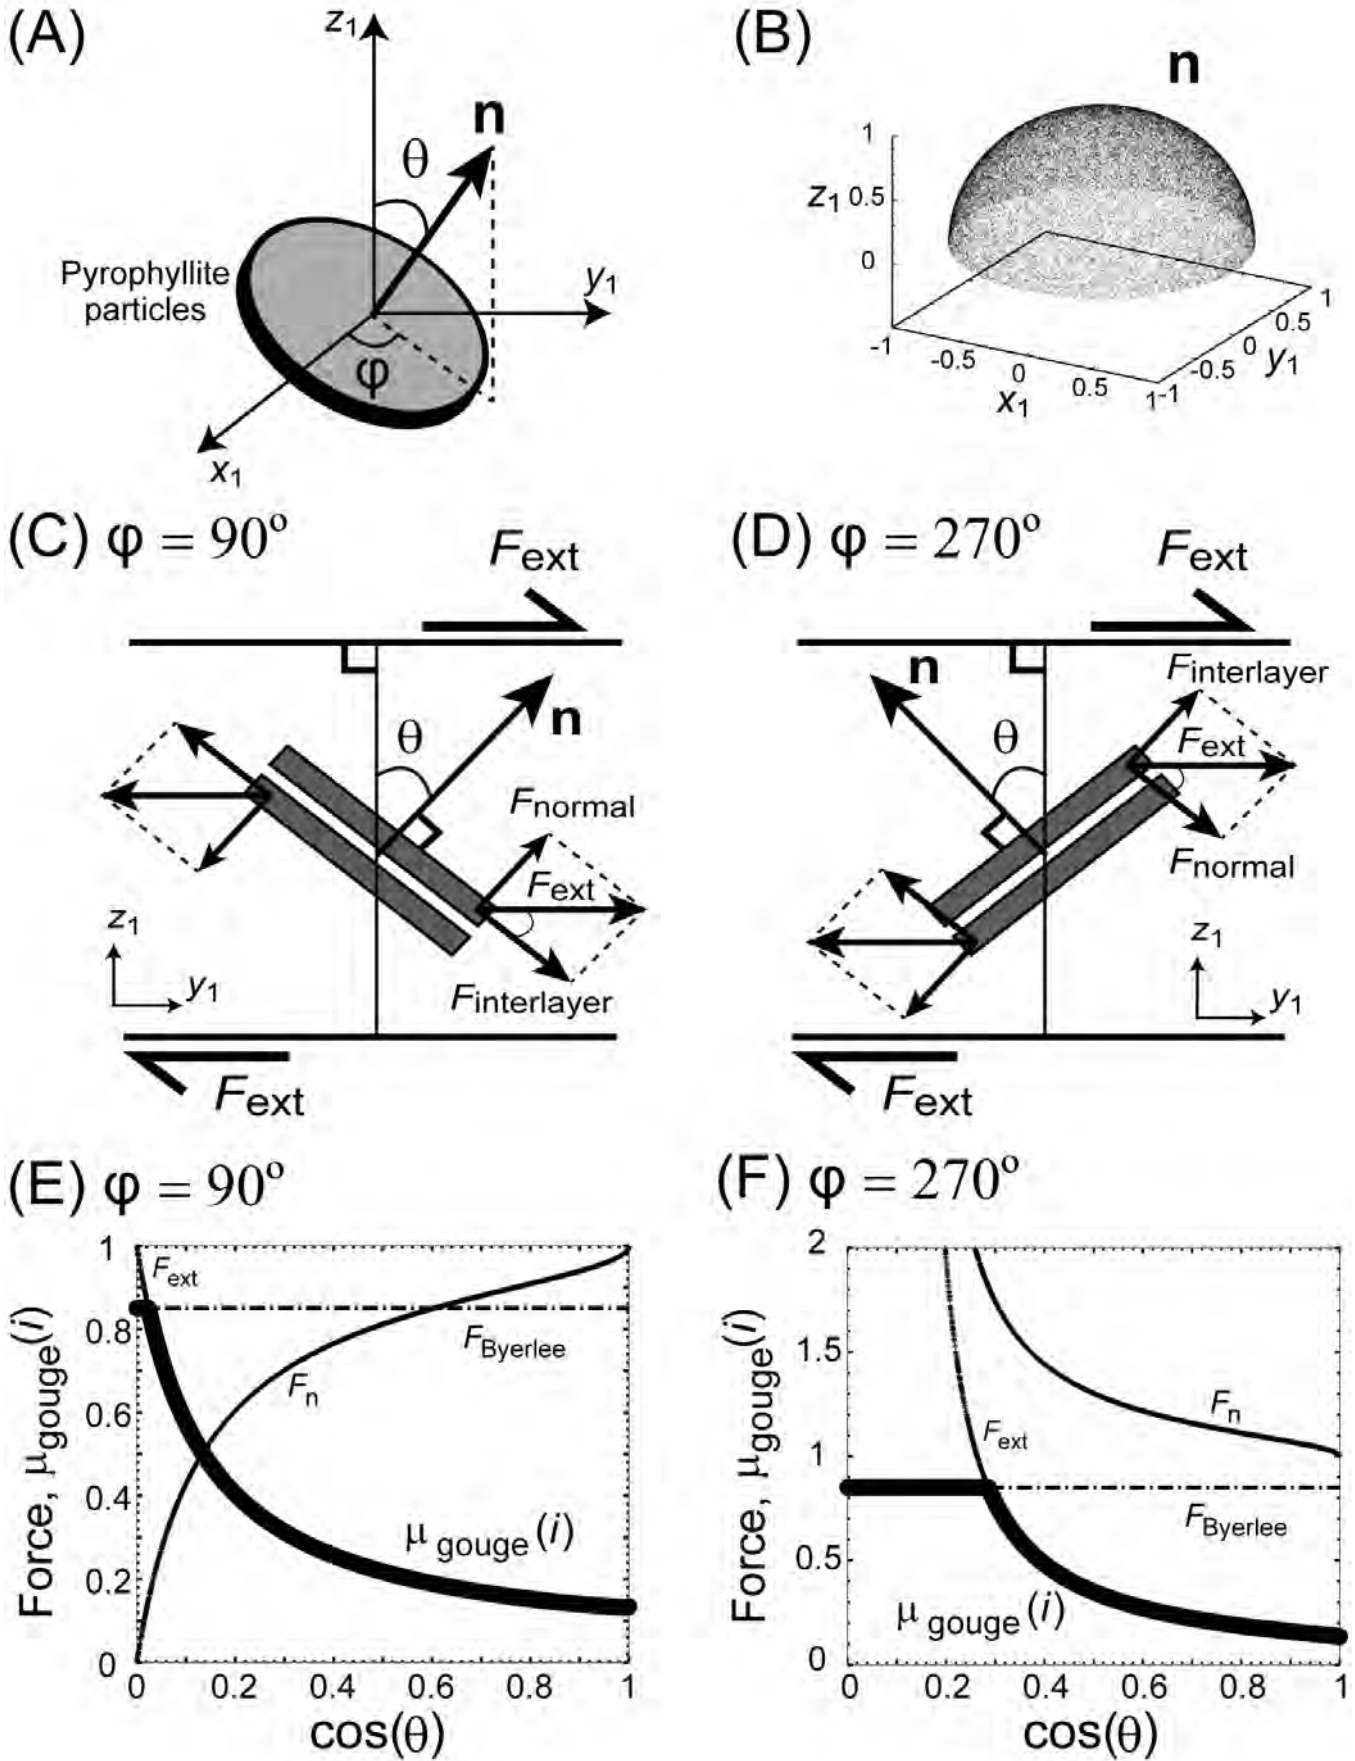 (A)
z1
n
θ
y1
Pyrophyllite
particles
φ
x1
(B)
n
1
z1 0.5
0
-1
-0.5
0
0.5
1
x1
-1
-0.5
0
0.5
1
y1
(C) φ = 90º
Fext
n
θ
Fnormal
Fext
Finterlayer
z1
y1
Fext
(D) φ = 270º
Fext
n
θ
Finterlayer
Fext
Fnormal
z1
y1
Fext
(E) φ = 90º
Force, μgouge(i)
1
0.8
0.6
0.4
0.2
0
Fext
FByerlee
Fn
μ gouge (i)
0 0.2 0.4 0.6 0.8 1
cos(θ)
(F) φ = 270º
Force, μgouge(i)
2
1.5
1
0.5
0
Fn
Fext
FByerlee
μ gouge (i)
0 0.2 0.4 0.6 0.8 1
cos(θ)